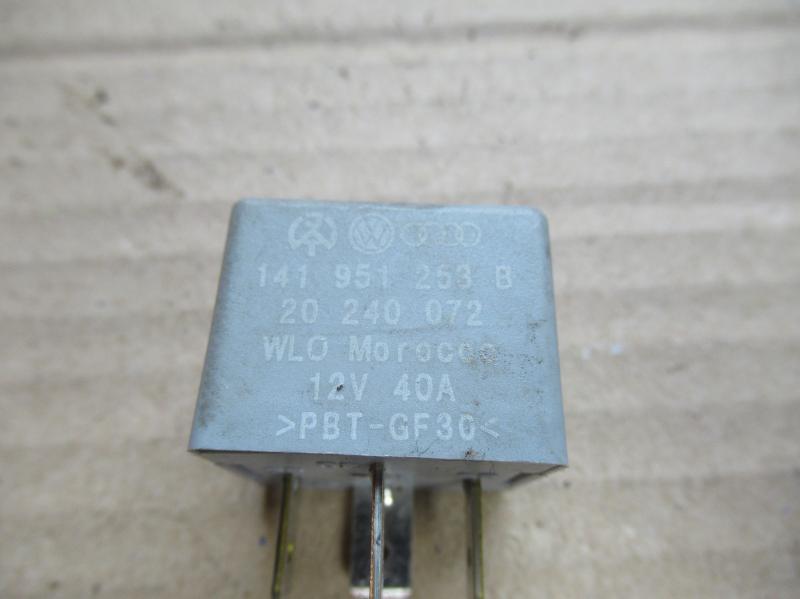 141 951 253 B
20 240 072
WLO Morocco
12V 40A
>PBT-GF30<